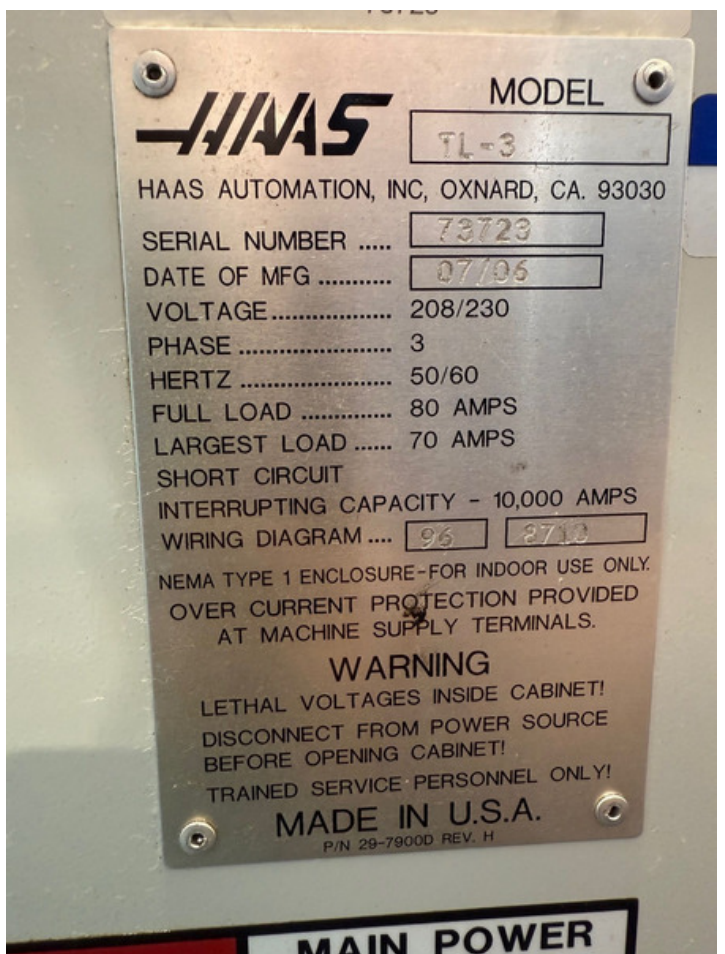 HAAS
MODEL
TL-3
HAAS AUTOMATION, INC, OXNARD, CA. 93030
SERIAL NUMBER ..... 73723
DATE OF MFG ........... 07/06
VOLTAGE.................. 208/230
PHASE ...................... 3
HERTZ ...................... 50/60
FULL LOAD ............. 80 AMPS
LARGEST LOAD ...... 70 AMPS
SHORT CIRCUIT
INTERRUPTING CAPACITY - 10,000 AMPS
WIRING DIAGRAM .... 96
NEMA TYPE 1 ENCLOSURE-FOR INDOOR USE ONLY.
OVER CURRENT PROTECTION PROVIDED
AT MACHINE SUPPLY TERMINALS.
WARNING
LETHAL VOLTAGES INSIDE CABINET!
DISCONNECT FROM POWER SOURCE
BEFORE OPENING CABINET!
TRAINED SERVICE PERSONNEL ONLY!
MADE IN U.S.A.
P/N 29-7900D REV. H
MAIN POWER